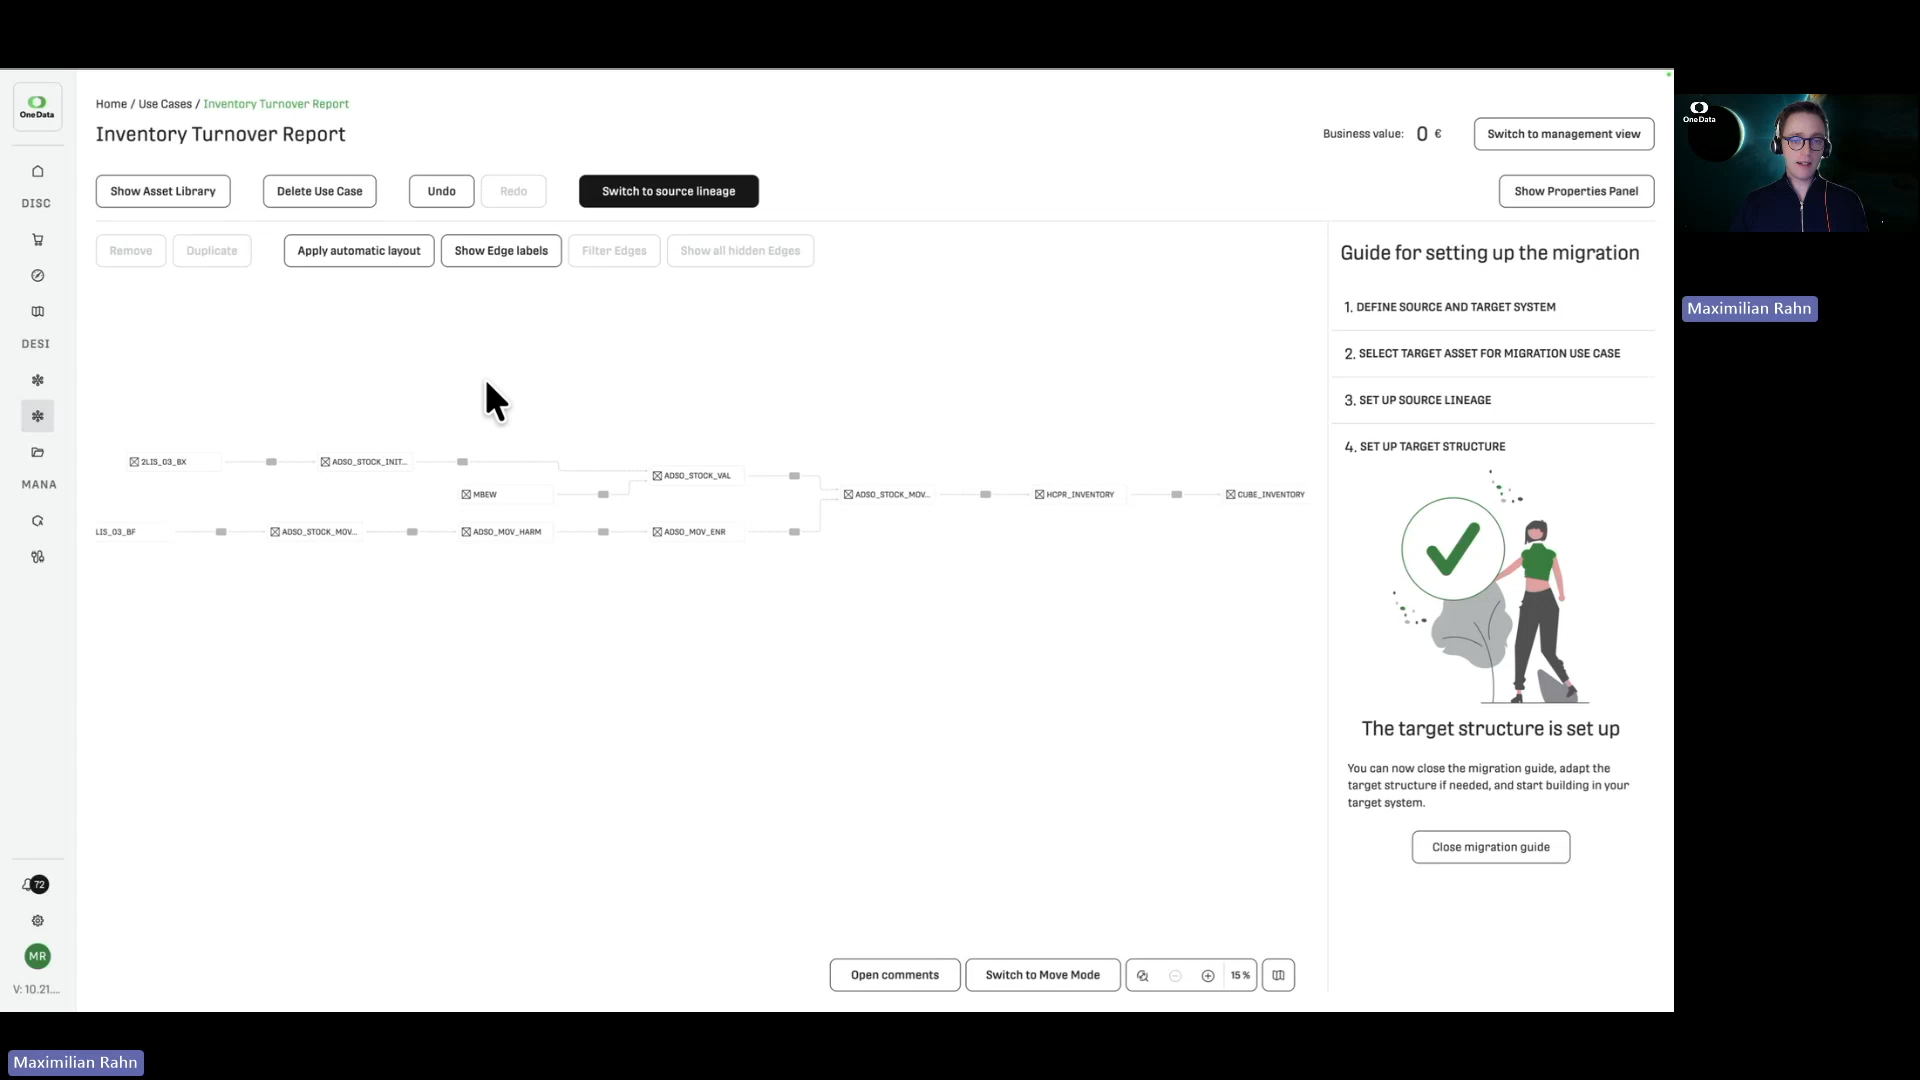 One Data
Home / Use Cases / Inventory Turnover Report
Inventory Turnover Report
Business value: 0 €
Switch to management view
Show Asset Library
Delete Use Case
Undo
Redo
Switch to source lineage
Show Properties Panel
Remove
Duplicate
Apply automatic layout
Show Edge labels
Filter Edges
Show all hidden Edges
DISC
DESI
MANA
72
MR
V: 10.21....
2LIS_03_BX
ADSO_STOCK_INIT...
MBEW
ADSO_STOCK_VAL
ADSO_STOCK_MOV...
HCPR_INVENTORY
CUBE_INVENTORY
LIS_03_BF
ADSO_STOCK_MOV...
ADSO_MOV_HARM
ADSO_MOV_ENR
Open comments
Switch to Move Mode
15 %
Guide for setting up the migration
1. DEFINE SOURCE AND TARGET SYSTEM
2. SELECT TARGET ASSET FOR MIGRATION USE CASE
3. SET UP SOURCE LINEAGE
4. SET UP TARGET STRUCTURE
The target structure is set up
You can now close the migration guide, adapt the
target structure if needed, and start building in your
target system.
Close migration guide
One Data
Maximilian Rahn
Maximilian Rahn